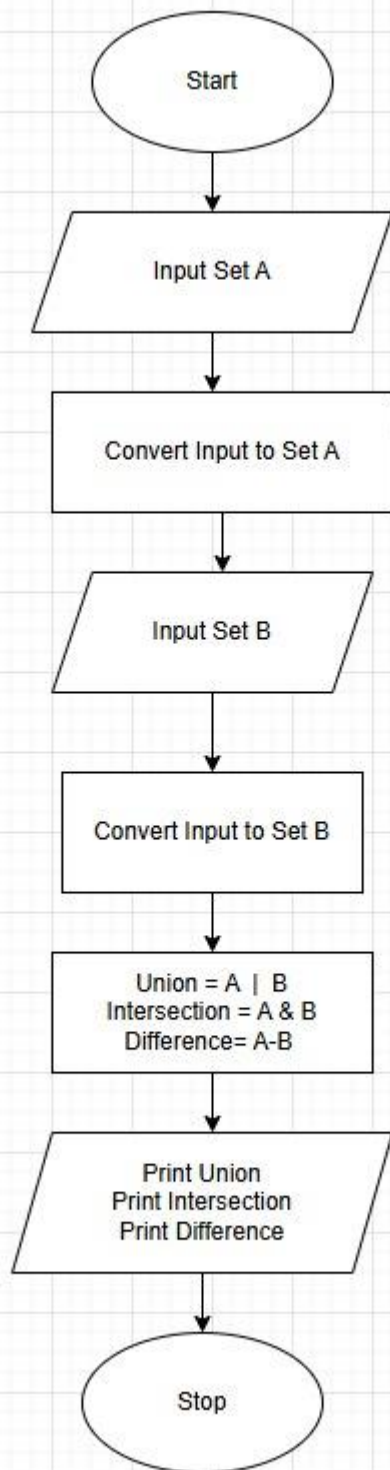 Start
Input Set A
Convert Input to Set A
Input Set B
Convert Input to Set B
Union = A | B
Intersection = A & B
Difference= A-B
Print Union
Print Intersection
Print Difference
Stop